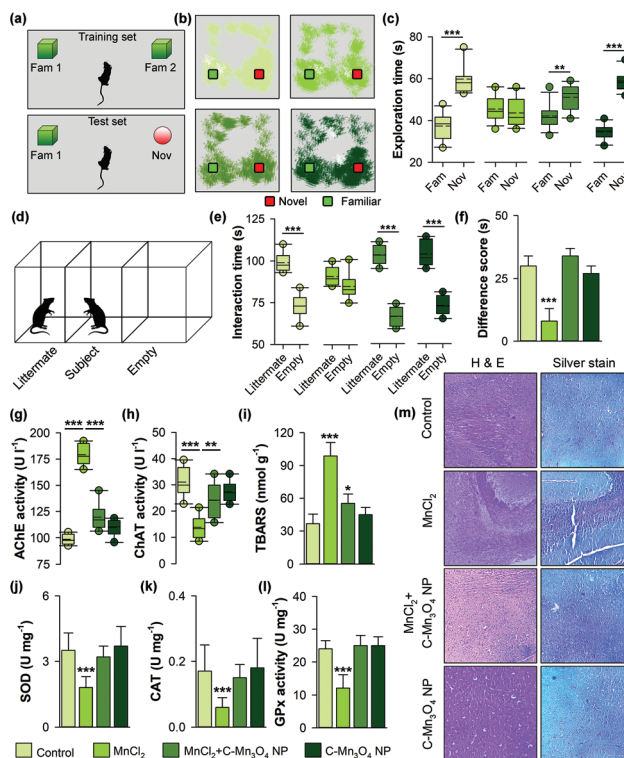 (a)
Training set
Fam 1
Fam 2
Test set
Fam 1
Nov
(b)
Novel
Familiar
(c)
Exploration time (s)
80
60
40
20
***
**
***
Fam
Nov
Fam
Nov
Fam
Nov
Fam
Nov
(d)
Littermate
Subject
Empty
(e)
Interaction time (s)
125
100
75
50
***
***
***
Littermate
Empty
Littermate
Empty
Littermate
Empty
Littermate
Empty
(f)
Difference score (s)
50
25
0
***
(g)
AChE activity (U l⁻¹)
200
175
150
125
100
***
***
(h)
ChAT activity (U l⁻¹)
50
40
30
20
10
0
***
**
(i)
TBARS (nmol g⁻¹)
120
90
60
30
0
***
*
(j)
SOD (U mg⁻¹)
6
4
2
0
***
(k)
CAT (U mg⁻¹)
0.4
0.2
0.0
***
(l)
GPx activity (U mg⁻¹)
40
30
20
10
0
***
(m)
H & E
Silver stain
Control
MnCl₂
MnCl₂+
C-Mn₃O₄ NP
C-Mn₃O₄ NP
Control
MnCl₂
MnCl₂+C-Mn₃O₄ NP
C-Mn₃O₄ NP